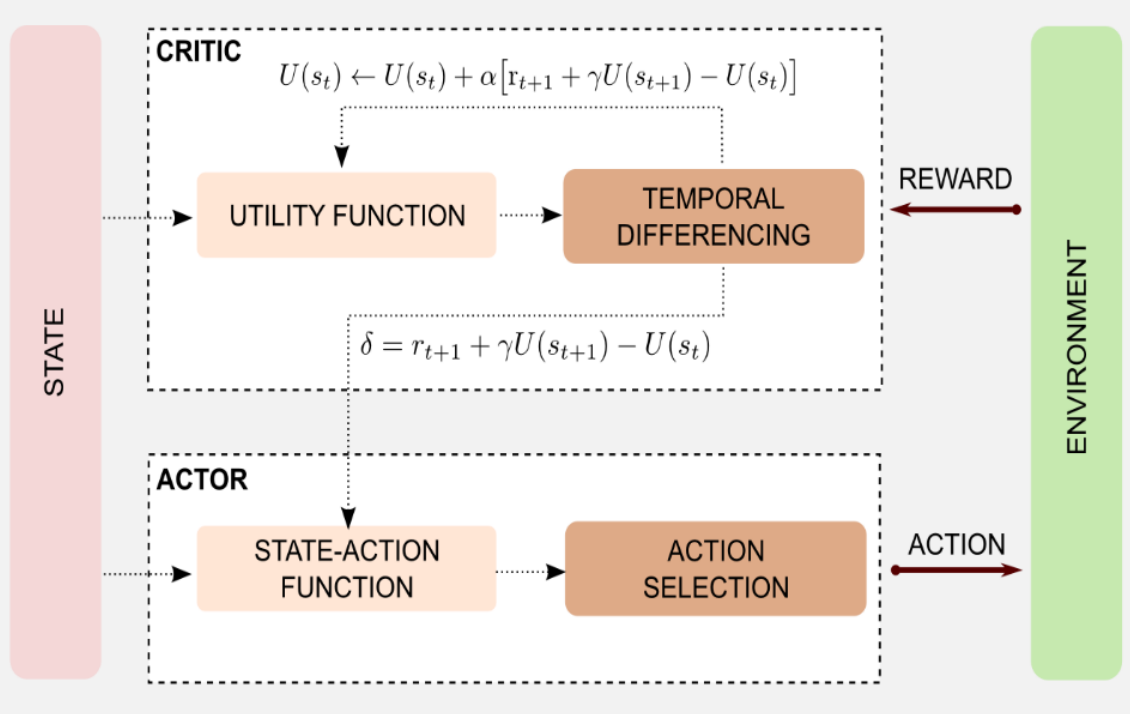 CRITIC
U(s_t) ← U(s_t) + α[r_{t+1} + γU(s_{t+1}) − U(s_t)]
REWARD
UTILITY FUNCTION
TEMPORAL
DIFFERENCING
STATE
ENVIRONMENT
δ = r_{t+1} + γU(s_{t+1}) − U(s_t)
ACTOR
STATE-ACTION
FUNCTION
ACTION
SELECTION
ACTION